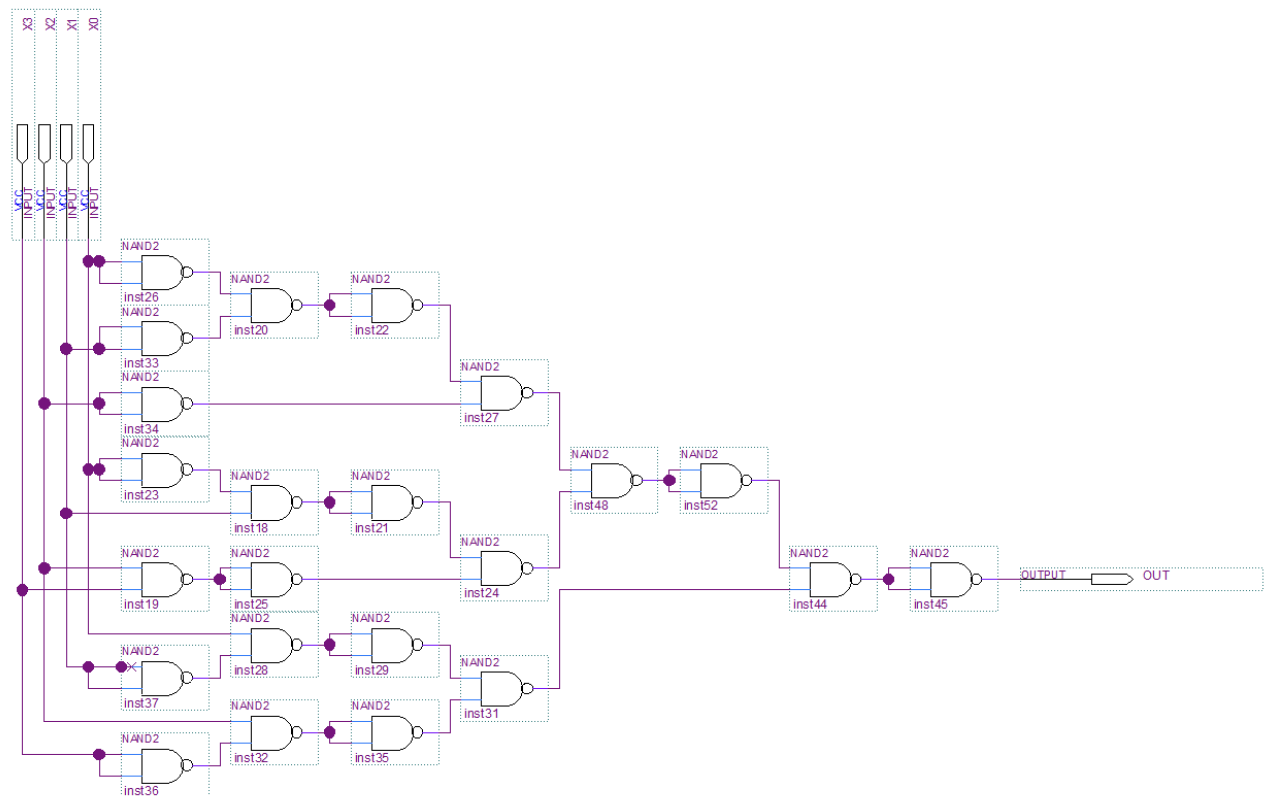 X3
X2
X1
X0
VCC
INPUT
VCC
INPUT
VCC
INPUT
VCC
INPUT
NAND2
inst26
NAND2
inst20
NAND2
inst22
NAND2
inst33
NAND2
inst27
NAND2
inst34
NAND2
inst23
NAND2
inst48
NAND2
inst52
NAND2
inst18
NAND2
inst21
NAND2
inst24
NAND2
inst19
NAND2
inst25
NAND2
inst44
NAND2
inst45
OUTPUT
OUT
NAND2
inst28
NAND2
inst29
NAND2
inst37
NAND2
inst31
NAND2
inst32
NAND2
inst35
NAND2
inst36